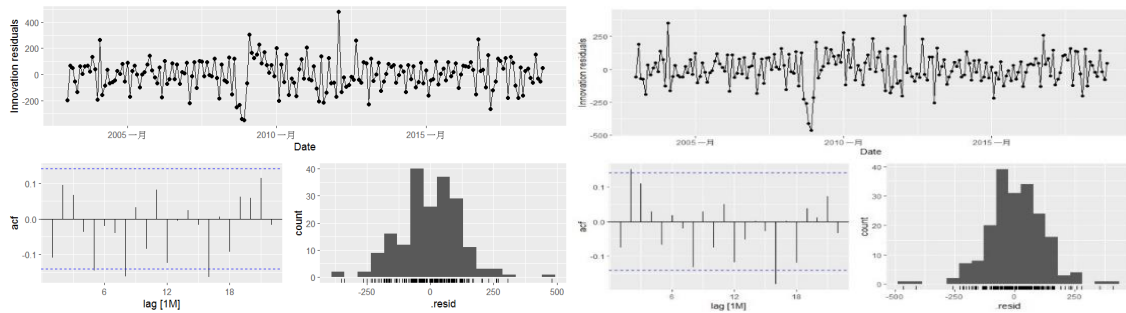 Innovation residuals
400
200
0
-200
2005 一月
2010 一月
2015 一月
Date
acf
0.1
0.0
-0.1
6
12
18
lag [1M]
count
40
30
20
10
0
-250
0
250
500
.resid
Innovation residuals
250
0
-250
-500
2005 一月
2010 一月
2015 一月
Date
acf
0.1
0.0
-0.1
6
12
18
lag [1M]
count
40
30
20
10
0
-500
-250
0
250
.resid